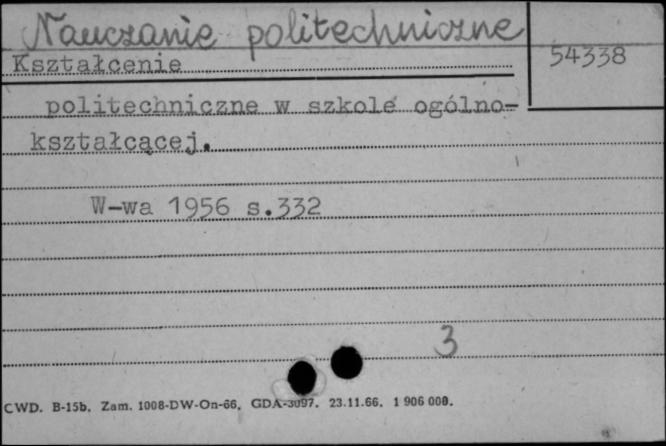 Nauczanie politechniczne
54338
Kształcenie
politechniczne w szkole ogólno-
kształcącej.
W-wa 1956 s.332
3
CWD. B-15b. Zam. 1008-DW-On-66, GDA-3097. 23.11.66. 1 906 000.